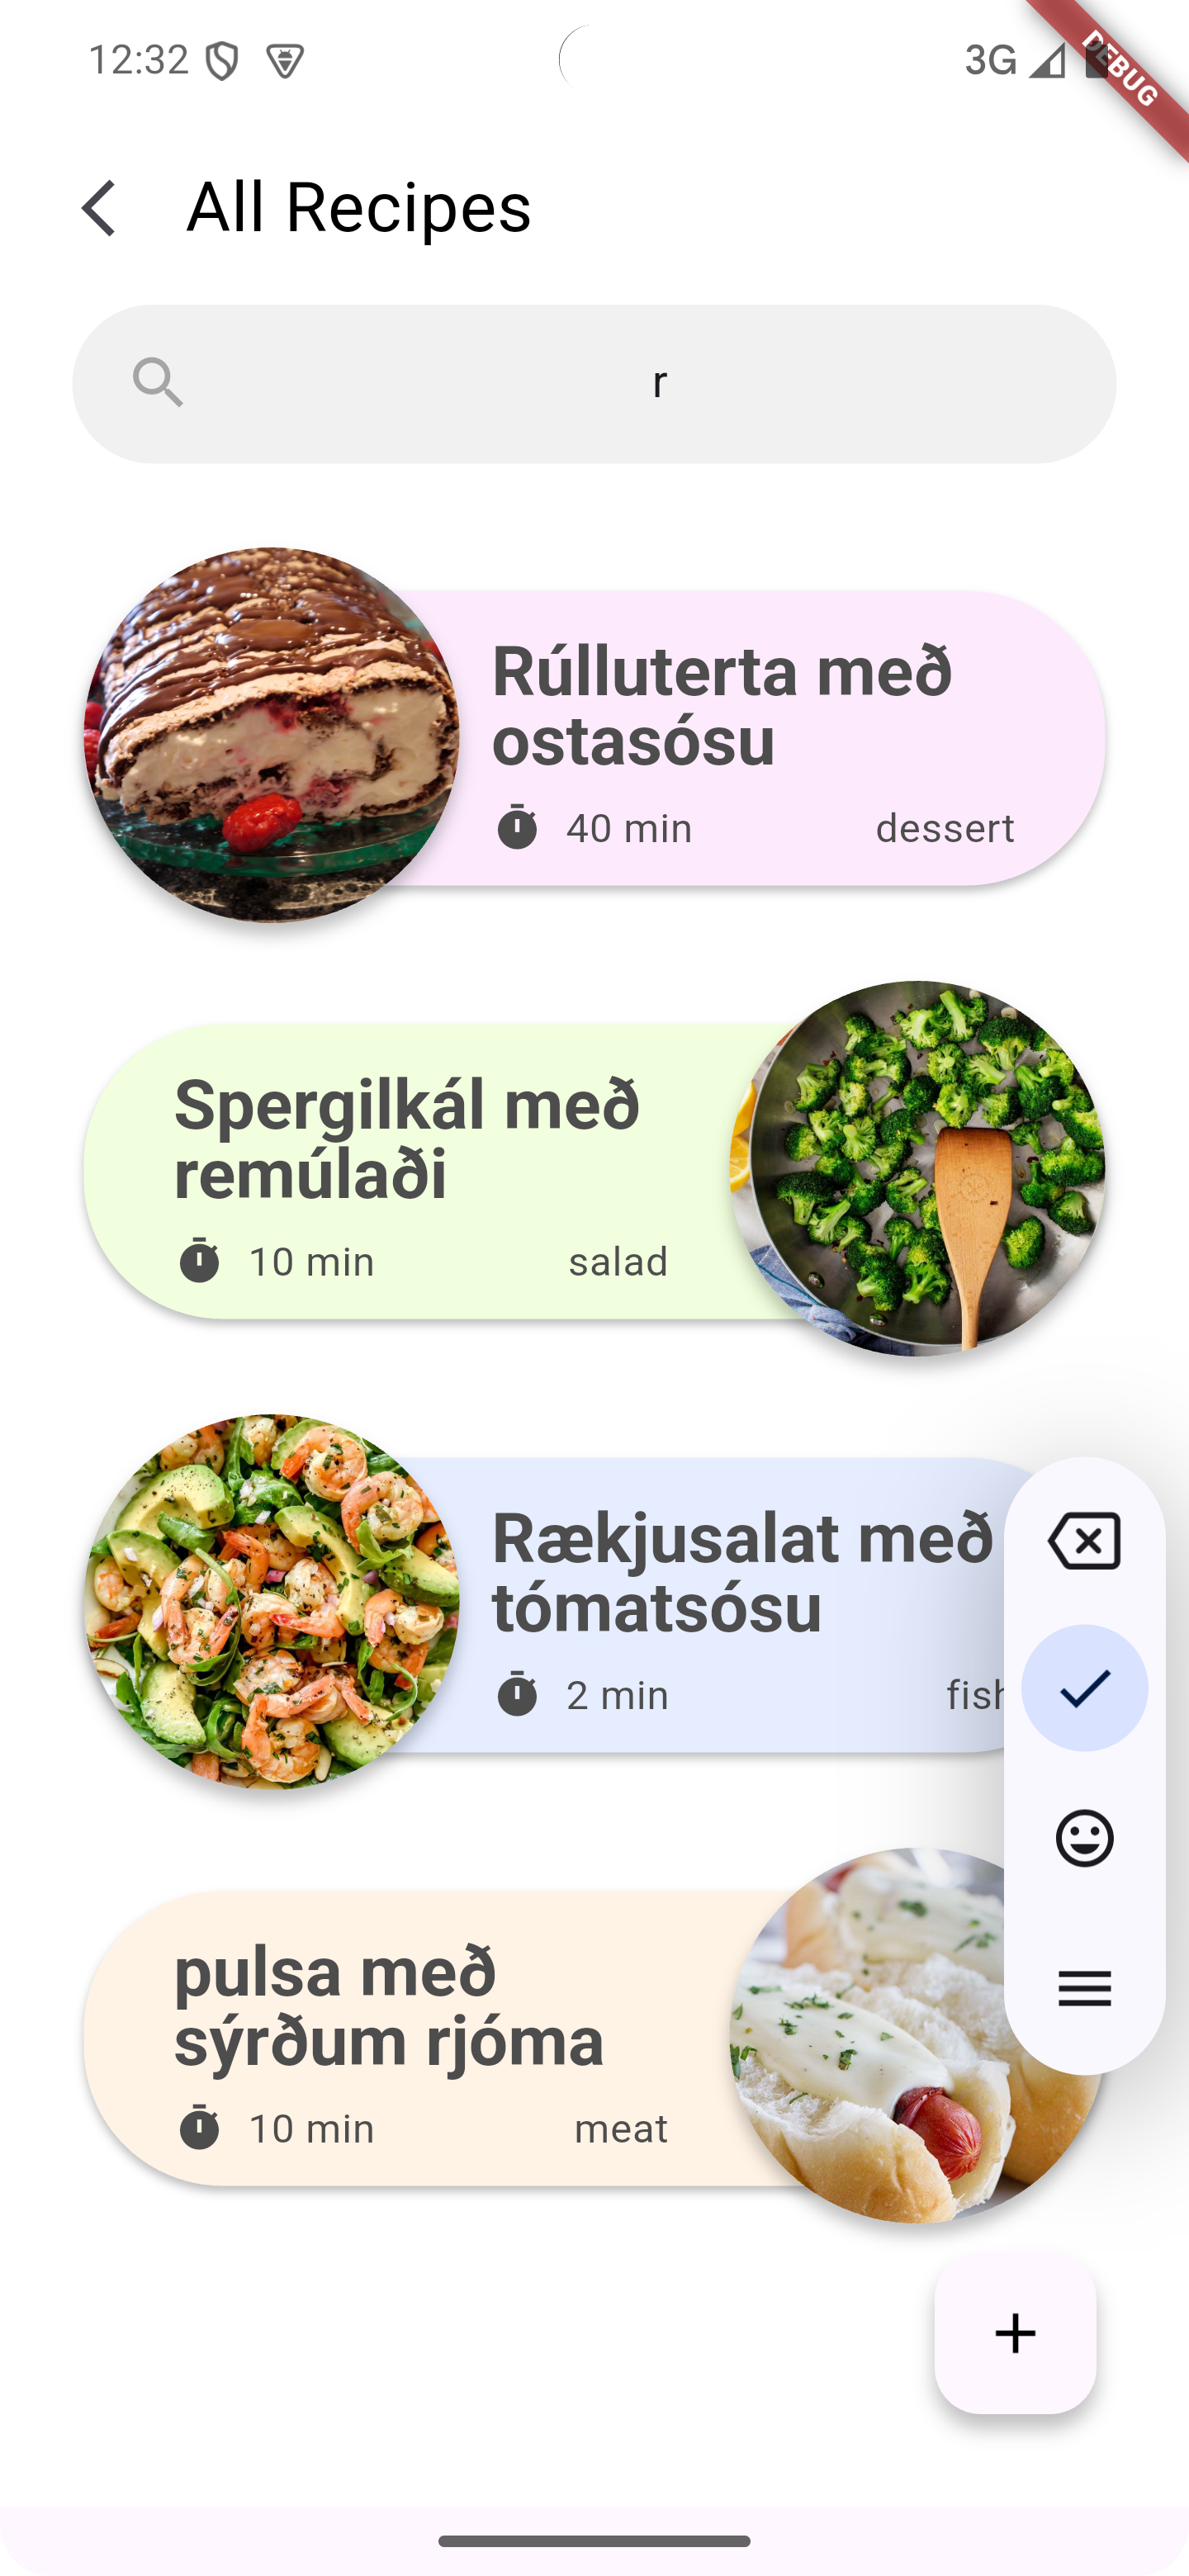 12:32
3G
DEBUG
All Recipes
r
Rúlluterta með
ostasósu
40 min
dessert
Spergilkál með
remúlaði
10 min
salad
Rækjusalat með
tómatsósu
2 min
fish
pulsa með
sýrðum rjóma
10 min
meat